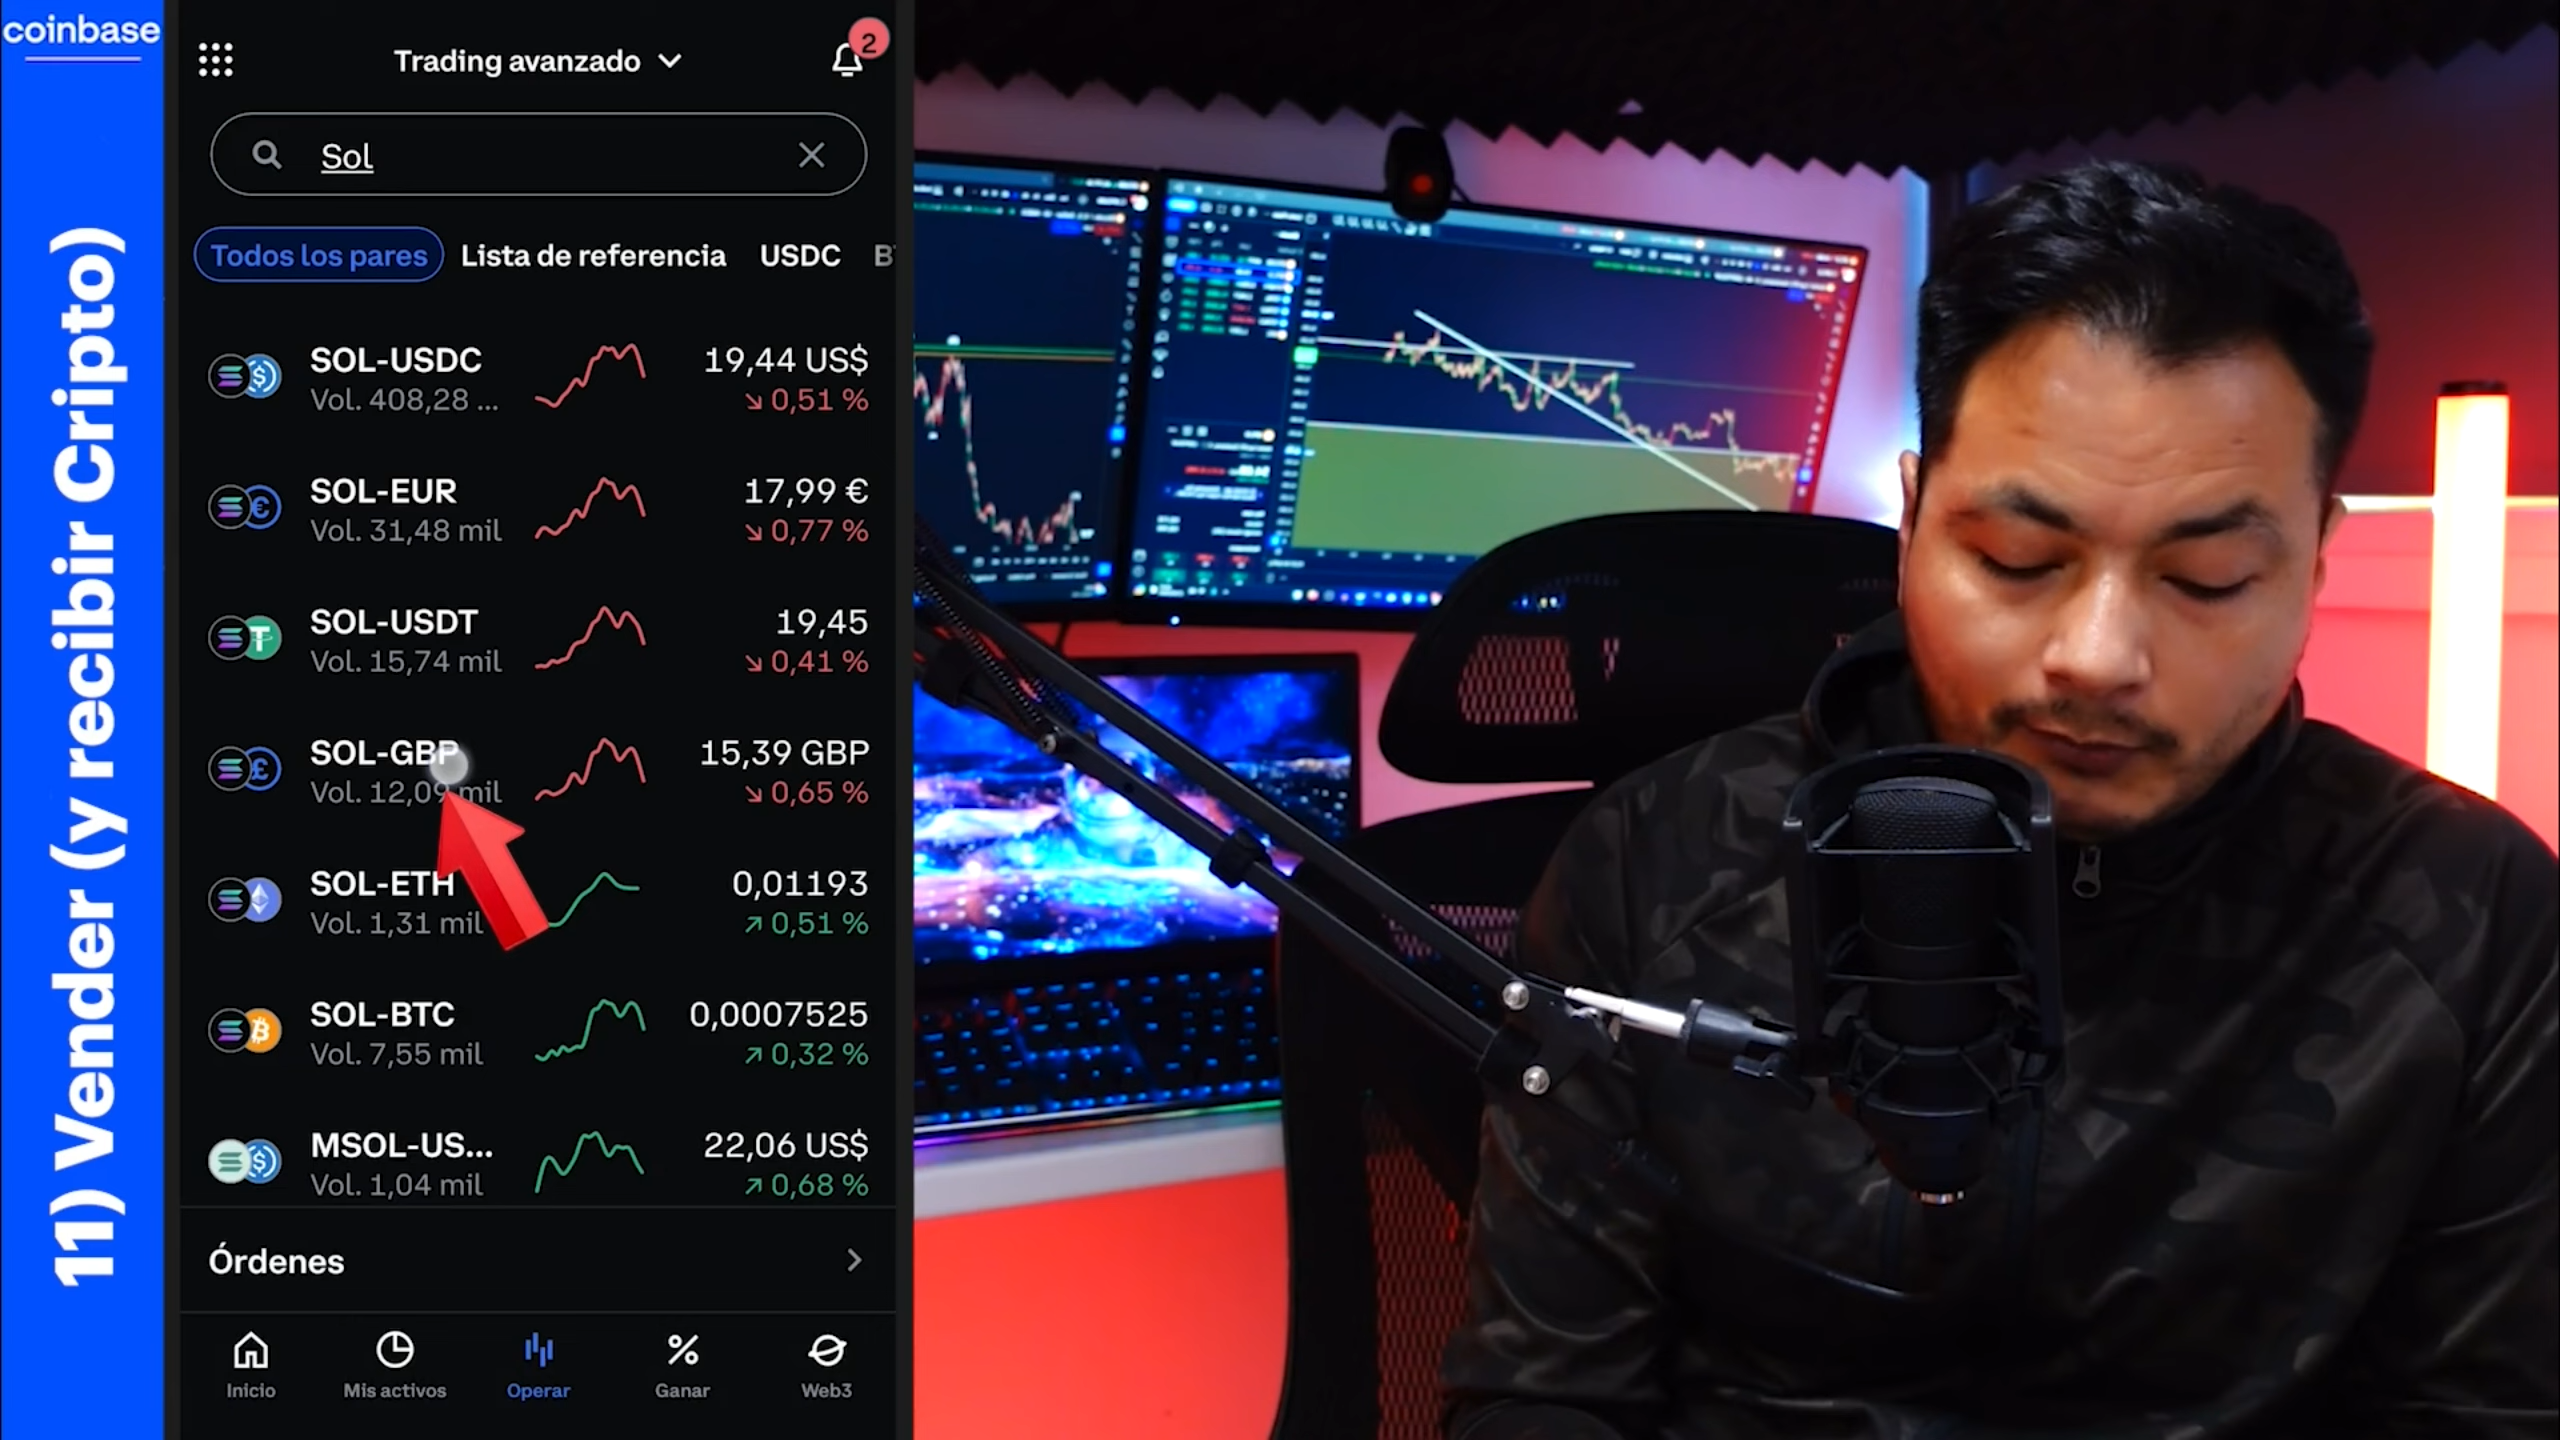 coinbase
11) Vender (y recibir Cripto)
Trading avanzado
2
Sol
Todos los pares Lista de referencia USDC
SOL-USDC 19,44 US$
Vol. 408,28 ... ↘ 0,51 %
SOL-EUR 17,99 €
Vol. 31,48 mil ↘ 0,77 %
SOL-USDT 19,45
Vol. 15,74 mil ↘ 0,41 %
SOL-GBP 15,39 GBP
Vol. 12,09 mil ↘ 0,65 %
SOL-ETH 0,01193
Vol. 1,31 mil ↗ 0,51 %
SOL-BTC 0,0007525
Vol. 7,55 mil ↗ 0,32 %
MSOL-US... 22,06 US$
Vol. 1,04 mil ↗ 0,68 %
Órdenes
Inicio Mis activos Operar Ganar Web3